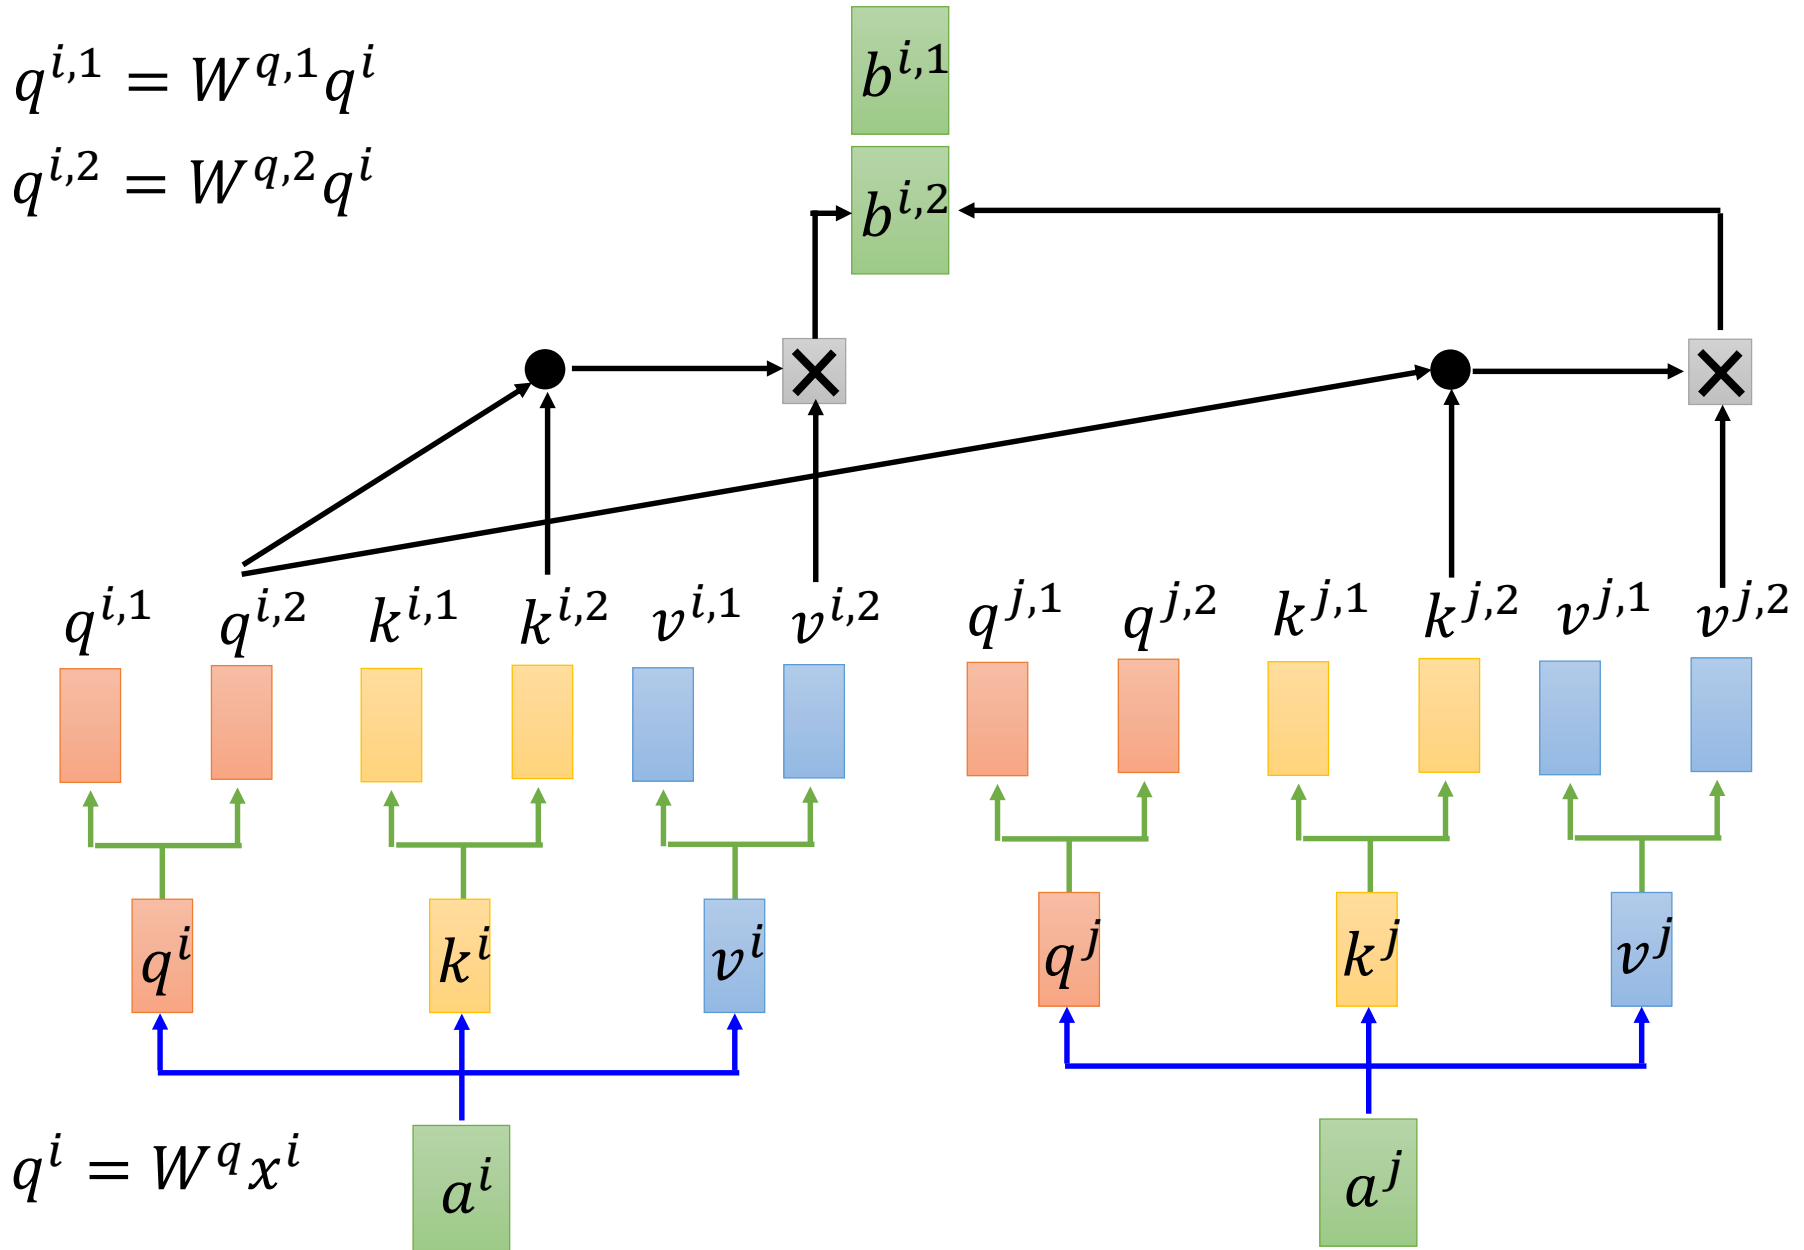 q^{i,1} = W^{q,1}q^i
q^{i,2} = W^{q,2}q^i
b^{i,1}
b^{i,2}
q^{i,1} q^{i,2} k^{i,1} k^{i,2} v^{i,1} v^{i,2} q^{j,1} q^{j,2} k^{j,1} k^{j,2} v^{j,1} v^{j,2}
q^i k^i v^i q^j k^j v^j
q^i = W^q x^i
a^i a^j